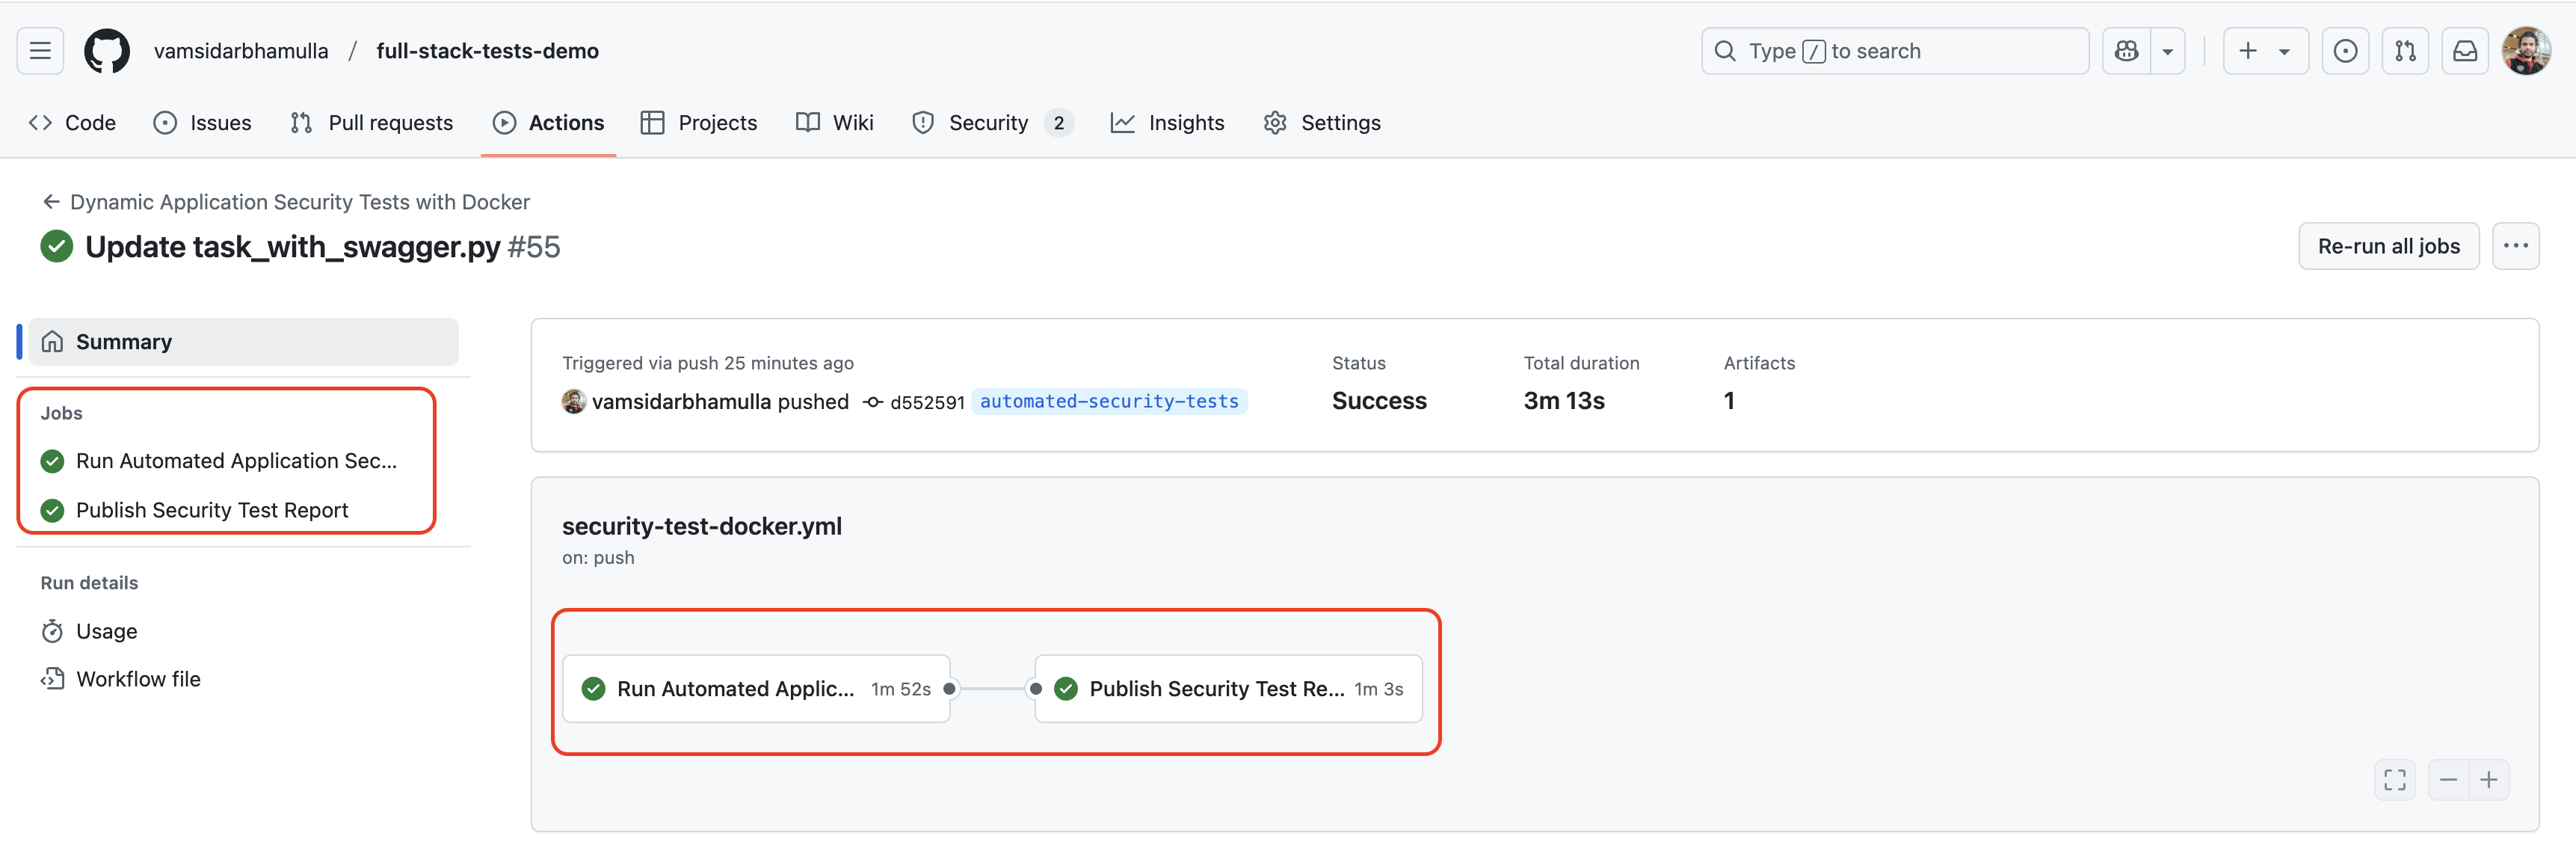 vamsidarbhamulla / full-stack-tests-demo
Type / to search
Code Issues Pull requests Actions Projects Wiki Security 2 Insights Settings
Dynamic Application Security Tests with Docker
Update task_with_swagger.py #55
Re-run all jobs
Summary
Jobs
Run Automated Application Sec...
Publish Security Test Report
Run details
Usage
Workflow file
Triggered via push 25 minutes ago
vamsidarbhamulla pushed d552591 automated-security-tests
Status
Success
Total duration
3m 13s
Artifacts
1
security-test-docker.yml
on: push
Run Automated Applic... 1m 52s
Publish Security Test Re... 1m 3s